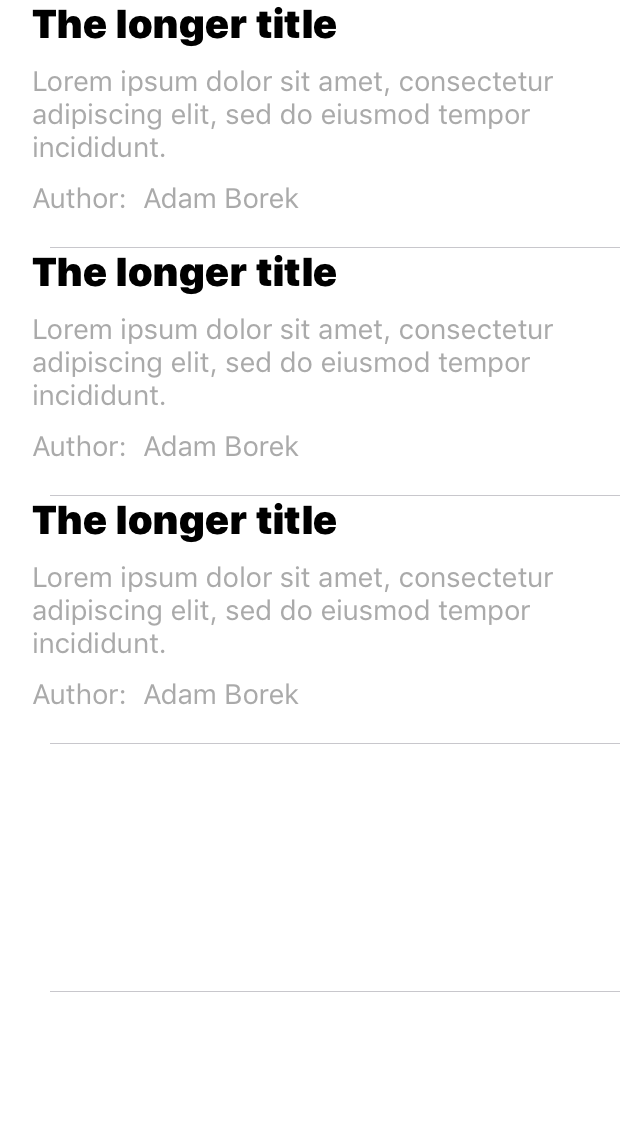 The longer title
Lorem ipsum dolor sit amet, consectetur
adipiscing elit, sed do eiusmod tempor
incididunt.
Author: Adam Borek
The longer title
Lorem ipsum dolor sit amet, consectetur
adipiscing elit, sed do eiusmod tempor
incididunt.
Author: Adam Borek
The longer title
Lorem ipsum dolor sit amet, consectetur
adipiscing elit, sed do eiusmod tempor
incididunt.
Author: Adam Borek